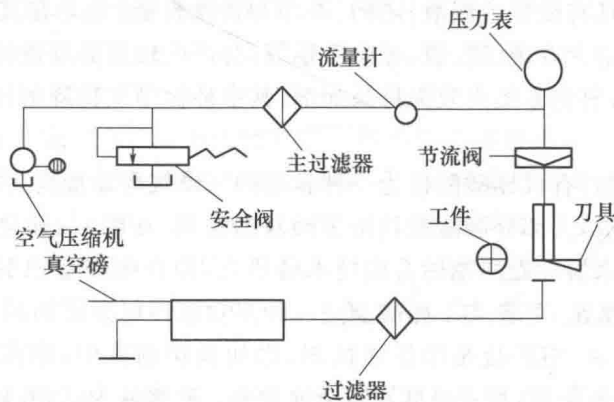 压力表
流量计
主过滤器
节流阀
安全阀
工件
刀具
空气压缩机
真空磅
过滤器